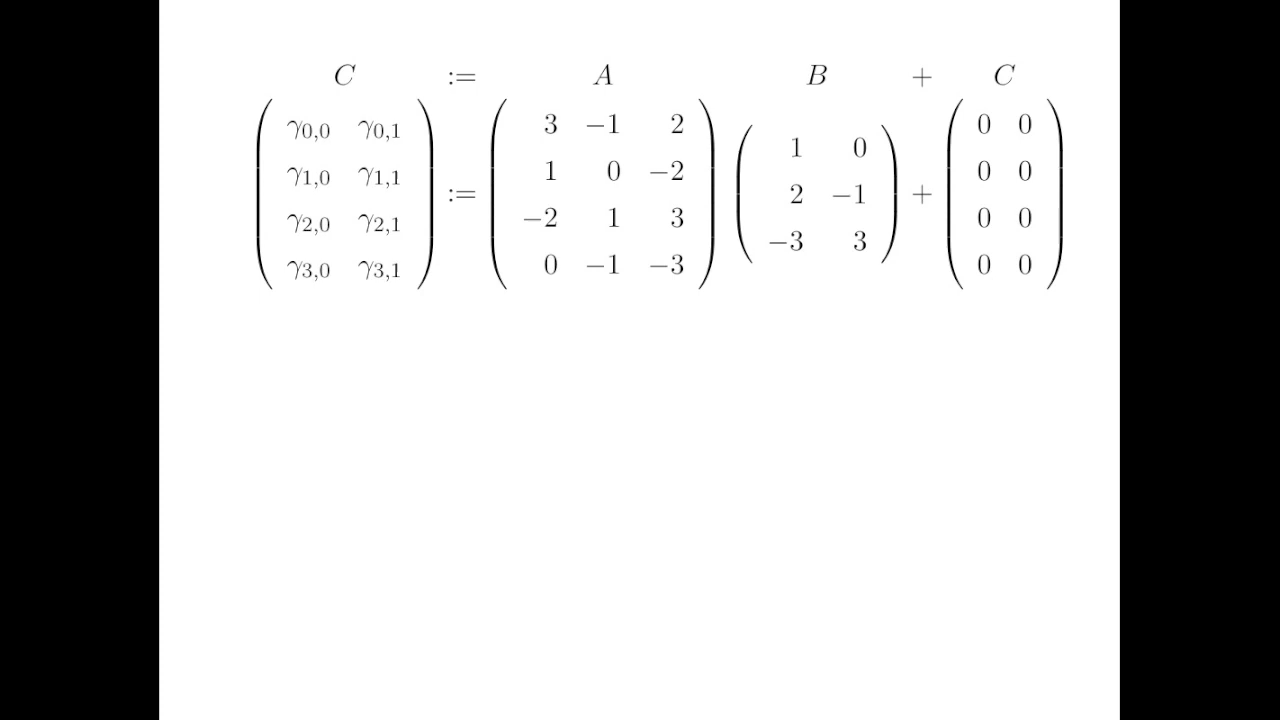 C := A B + C
( γ0,0 γ0,1 ) := ( 3 −1 2 ) ( 1 0 ) + ( 0 0 )
( γ1,0 γ1,1 ) ( 1 0 −2 ) ( 2 −1 ) ( 0 0 )
( γ2,0 γ2,1 ) ( −2 1 3 ) ( −3 3 ) ( 0 0 )
( γ3,0 γ3,1 ) ( 0 −1 −3 ) ( 0 0 )